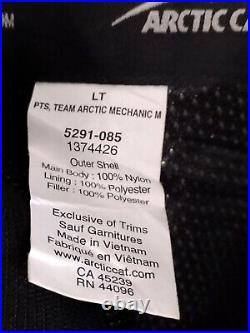 OM
ARCTIC CA
LT
PTS, TEAM ARCTIC MECHANIC M
5291-085
1374426
Outer Shell
Main Body : 100% Nylon
Lining : 100% Polyester
Filler : 100% Polyester
Exclusive of Trims
Sauf Garnitures
Made in Vietnam
Fabriqué en Viêtnam
www.arcticcat.com
CA 45239
RN 44096